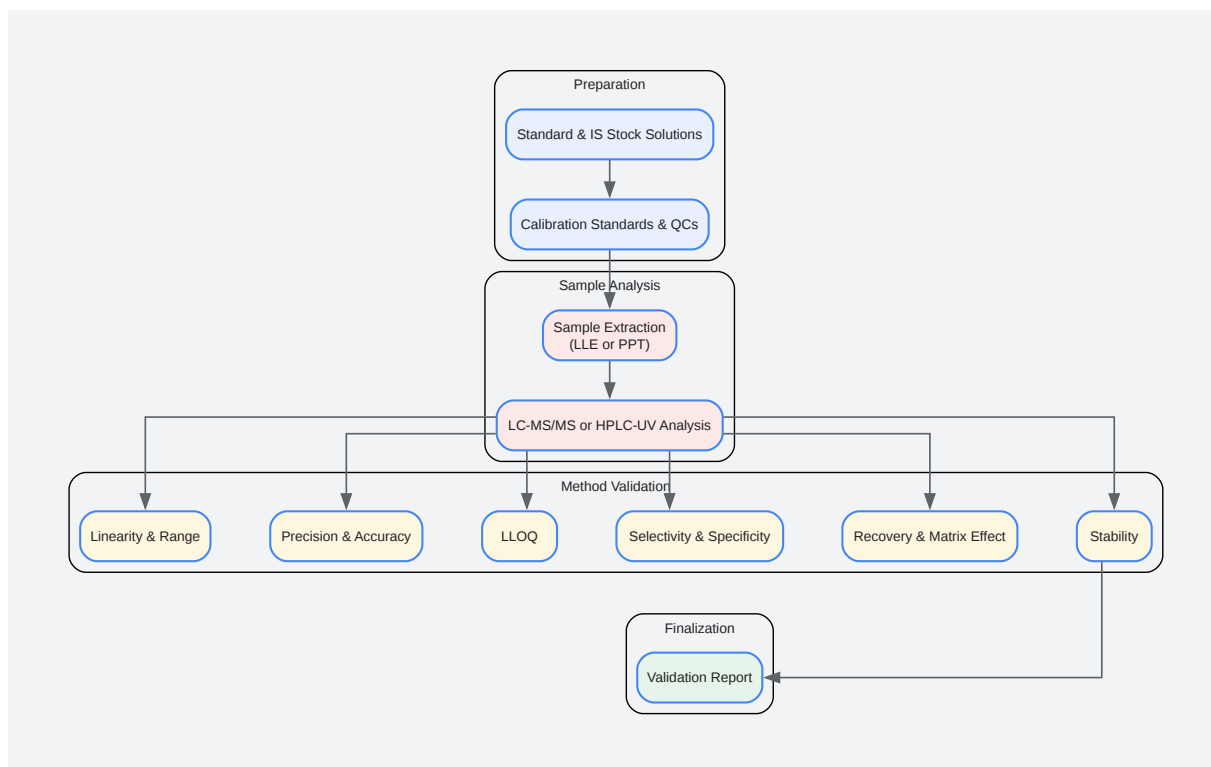 Preparation
Standard & IS Stock Solutions
Calibration Standards & QCs
Sample Analysis
Sample Extraction
(LLE or PPT)
LC-MS/MS or HPLC-UV Analysis
Method Validation
Linearity & Range
Precision & Accuracy
LLOQ
Selectivity & Specificity
Recovery & Matrix Effect
Stability
Finalization
Validation Report